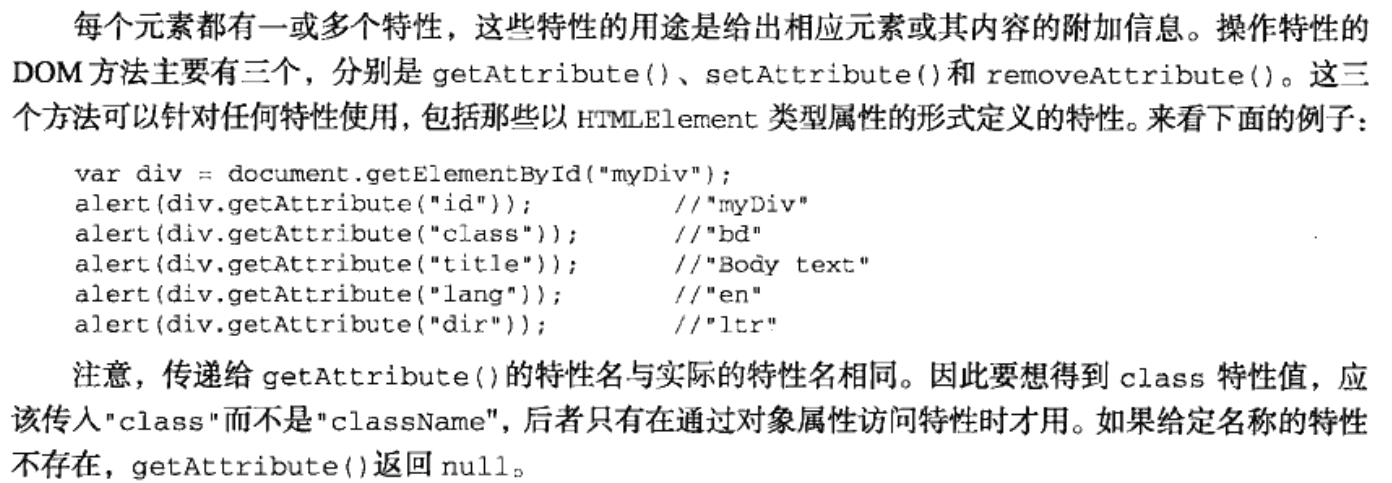 每个元素都有一或多个特性，这些特性的用途是给出相应元素或其内容的附加信息。操作特性的
DOM方法主要有三个，分别是 getAttribute()、setAttribute()和 removeAttribute()。这三
个方法可以针对任何特性使用，包括那些以 HTMLElement 类型属性的形式定义的特性。来看下面的例子：
var div = document.getElementById("myDiv");
alert(div.getAttribute("id")); //"myDiv"
alert(div.getAttribute("class")); //"bd"
alert(div.getAttribute("title")); //"Body text"
alert(div.getAttribute("lang")); //"en"
alert(div.getAttribute("dir")); //"ltr"
注意，传递给 getAttribute()的特性名与实际的特性名相同。因此要想得到 class 特性值，应
该传入"class"而不是"className"，后者只有在通过对象属性访问特性时才用。如果给定名称的特性
不存在，getAttribute()返回 null。